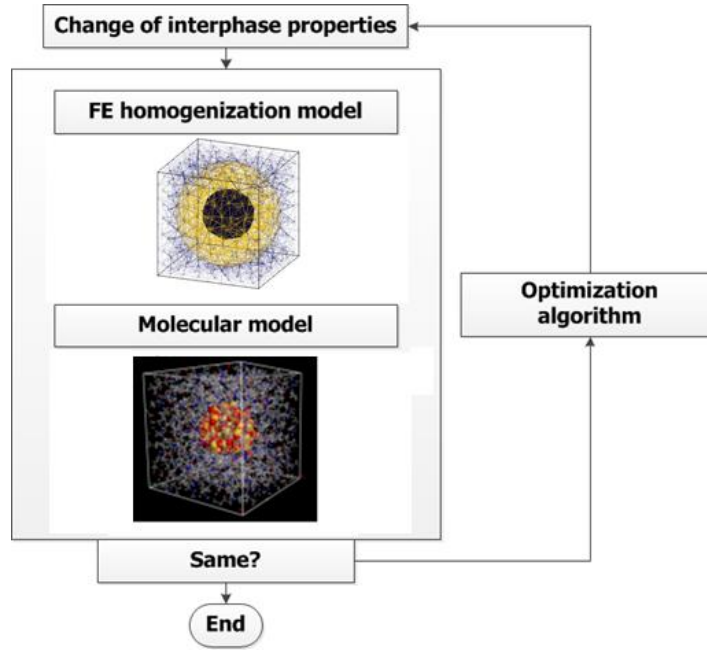 Change of interphase properties
FE homogenization model
Molecular model
Optimization
algorithm
Same?
End